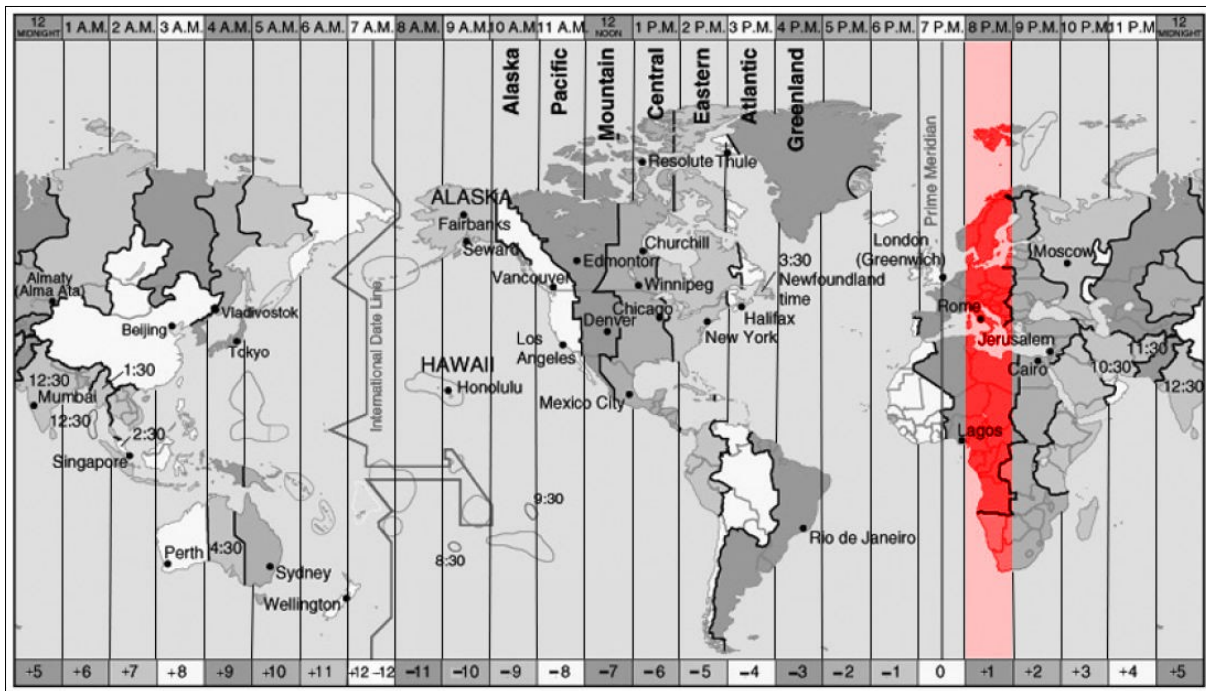 12 MIDNIGHT 1 A.M. 2 A.M. 3 A.M. 4 A.M. 5 A.M. 6 A.M. 7 A.M. 8 A.M. 9 A.M. 10 A.M. 11 A.M. 12 NOON 1 P.M. 2 P.M. 3 P.M. 4 P.M. 5 P.M. 6 P.M. 7 P.M. 8 P.M. 9 P.M. 10 P.M. 11 P.M 12 MIDNIGHT
Alaska
Pacific
Mountain
Central
Eastern
Atlantic
Greenland
Prime Meridian
International Date Line
Resolute
Thule
ALASKA
Fairbanks
Seward
Churchill
London
(Greenwich)
Moscow
Vancouver
Edmonton
Winnipeg
3:30
Newfoundland
time
Almaty
(Alma Ata)
Beijing
Vladivostok
Tokyo
Chicago
Denver
Halifax
New York
Los
Angeles
Rome
Jerusalem
Cairo
11:30
10:30
12:30
12:30
1:30
Mumbai
12:30
2:30
Singapore
HAWAII
Honolulu
Mexico City
Lagos
9:30
8:30
Rio de Janeiro
Perth
4:30
Sydney
Wellington
+5 +6 +7 +8 +9 +10 +11 +12 −12 −11 −10 −9 −8 −7 −6 −5 −4 −3 −2 −1 0 +1 +2 +3 +4 +5